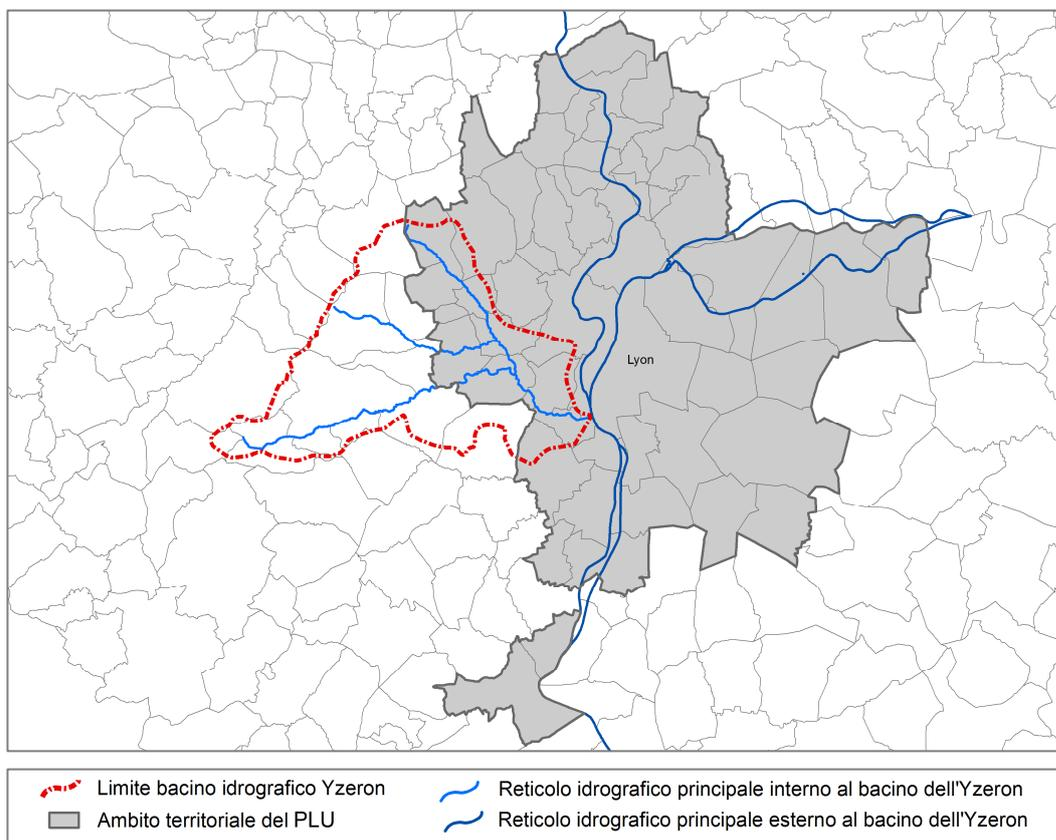 Lyon
Limite bacino idrografico Yzeron
Reticolo idrografico principale interno al bacino dell'Yzeron
Ambito territoriale del PLU
Reticolo idrografico principale esterno al bacino dell'Yzeron